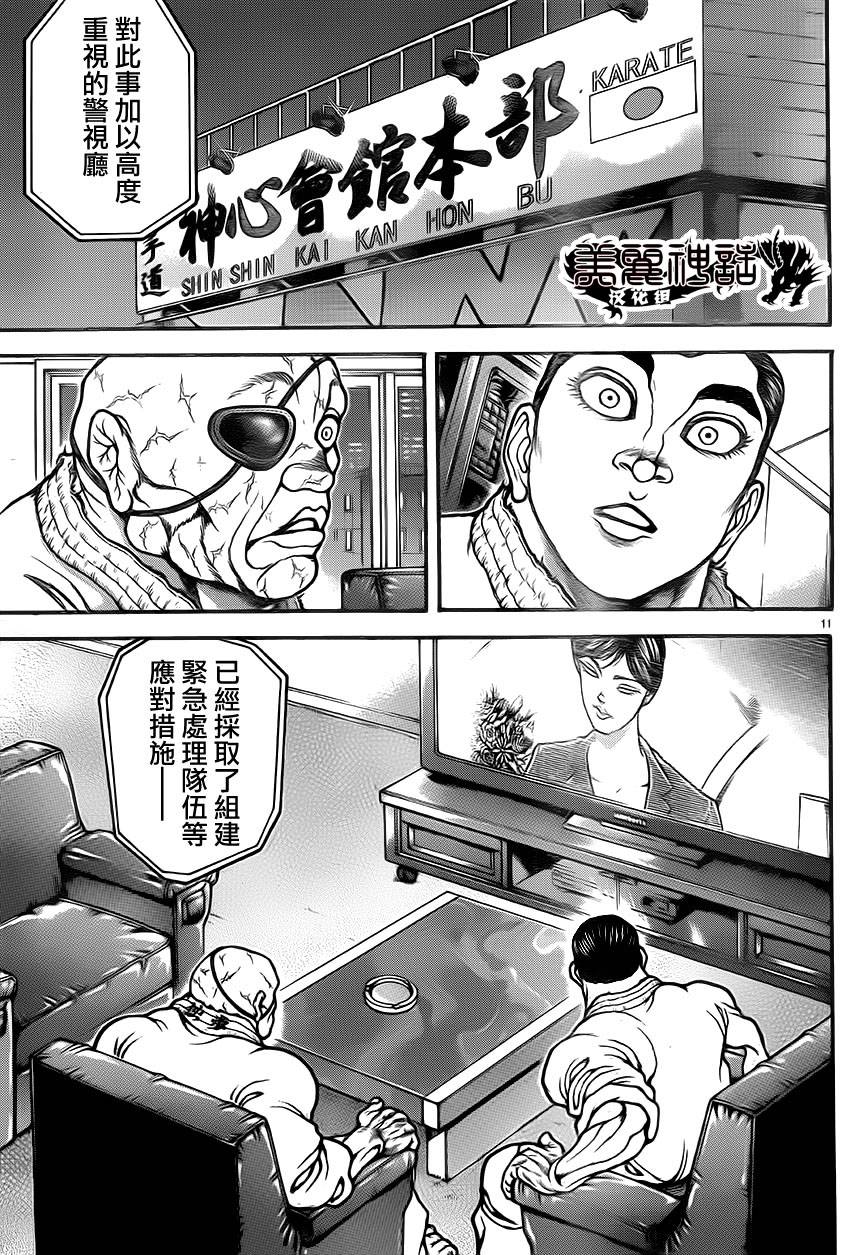 對此事加以高度
重視的警視廳
KARATE
神心會館本部
手道
SHIN SHIN KAI KAN HON BU
美麗神話
汉化组
11
已經採取了組建
緊急處理隊伍等
應對措施——